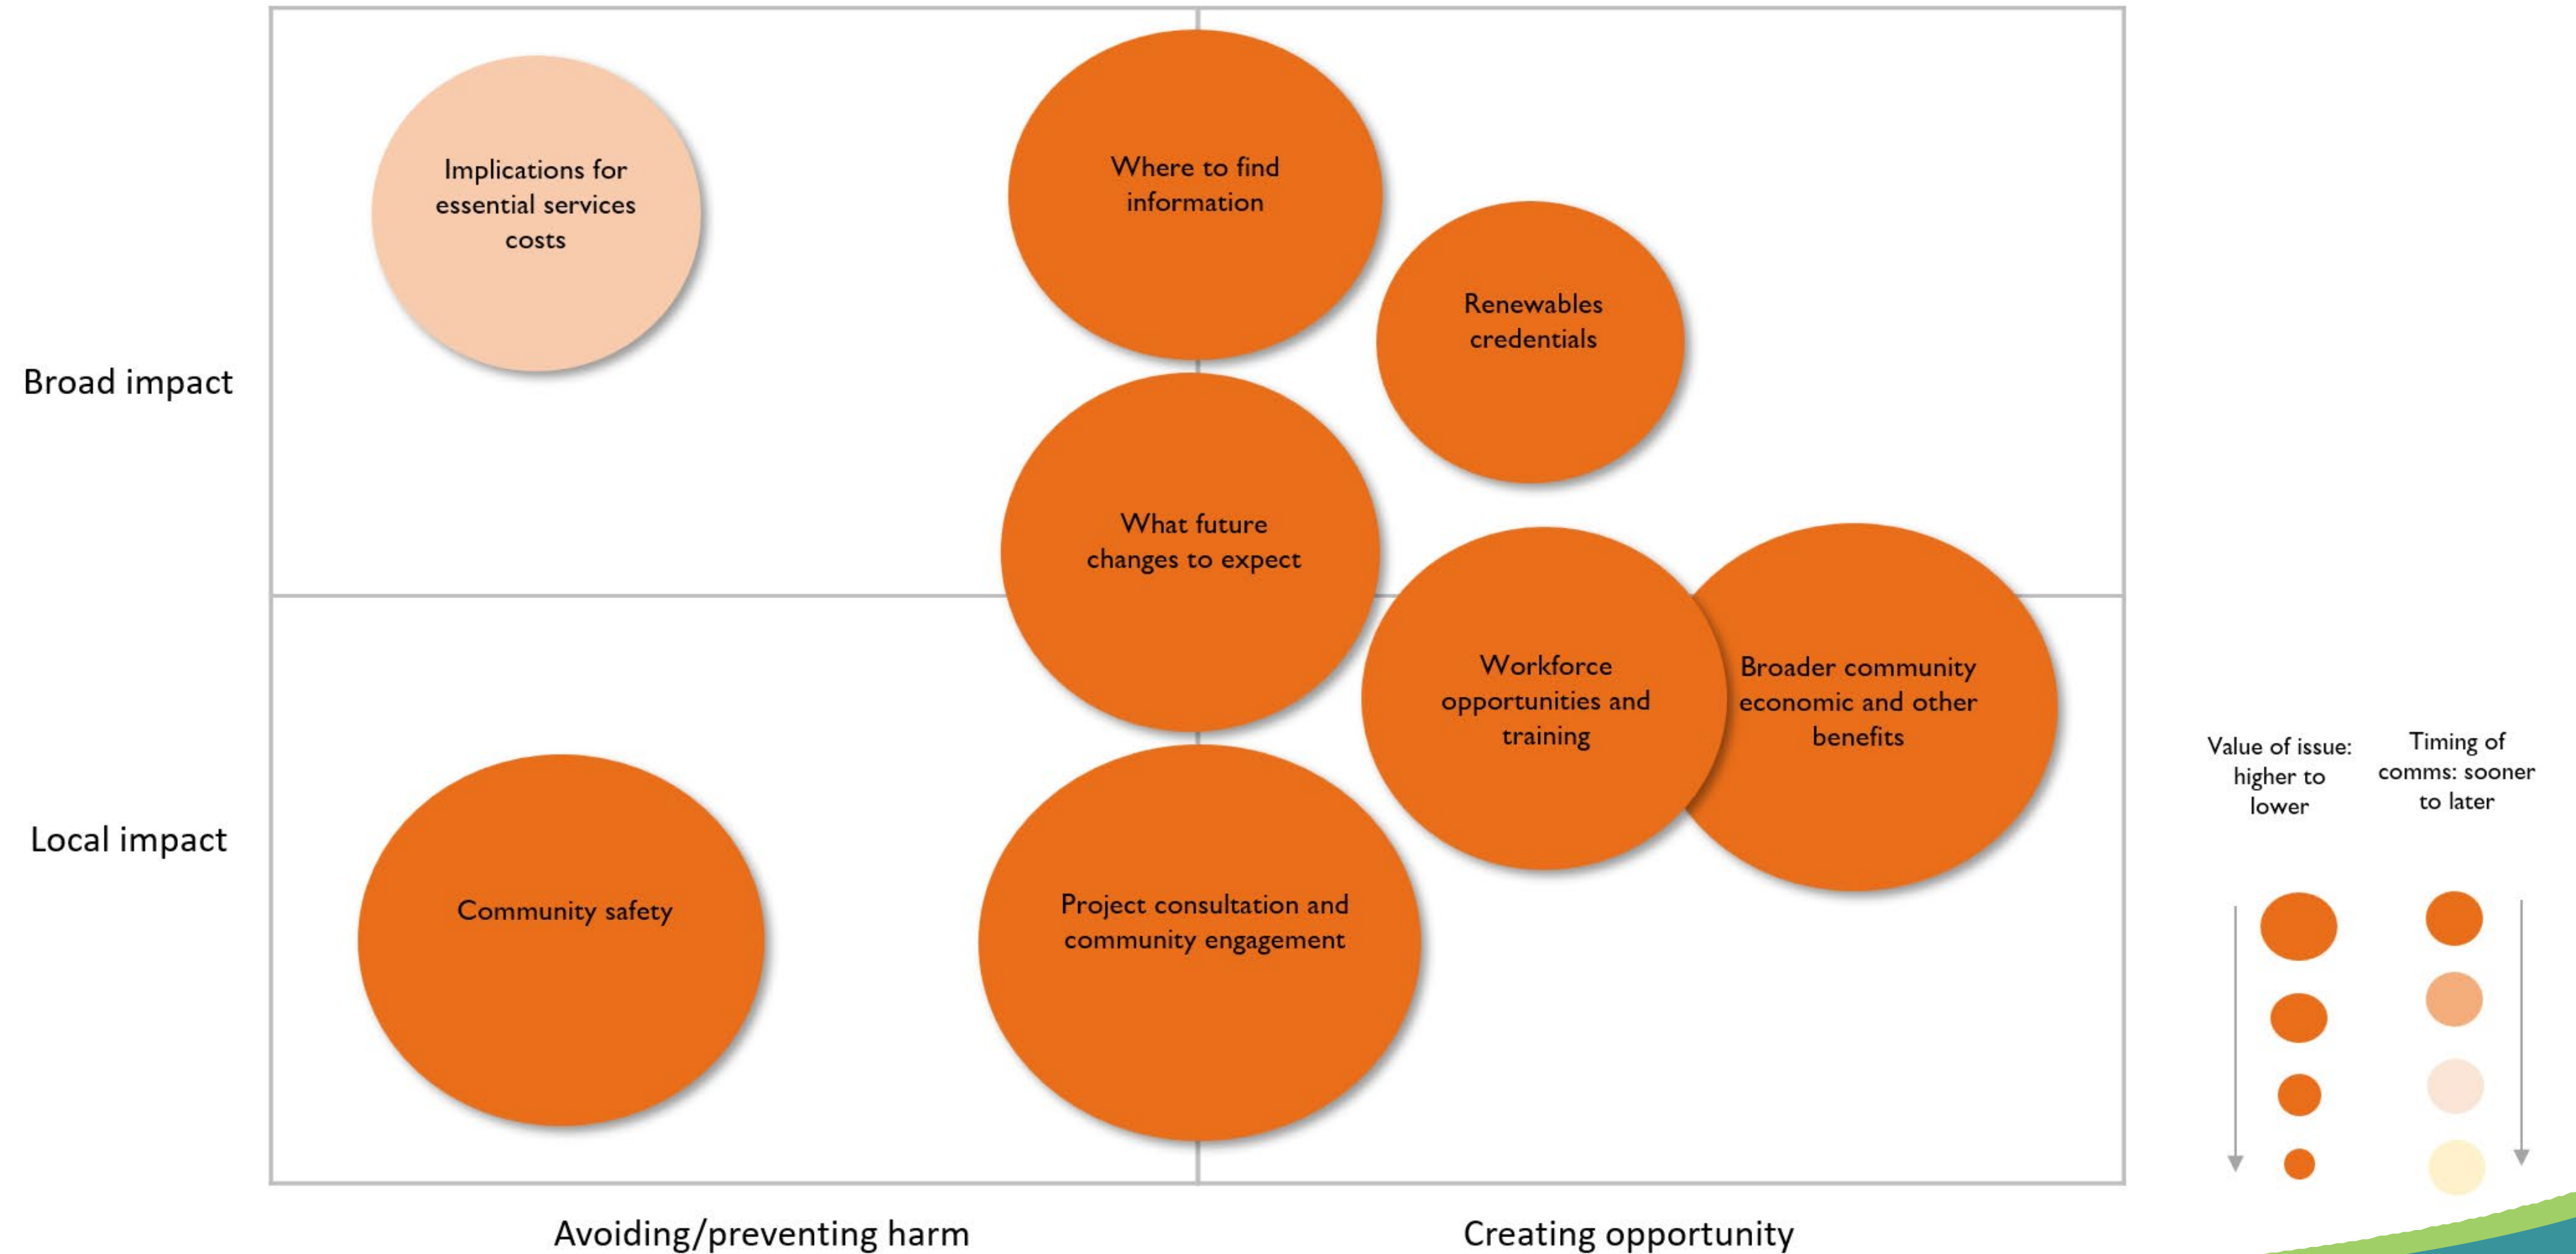 Implications for
essential services
costs
Where to find
information
Renewables
credentials
Broad impact
What future
changes to expect
Workforce
opportunities and
training
Broader community
economic and other
benefits
Local impact
Community safety
Project consultation and
community engagement
Value of issue:
higher to
lower
Timing of
comms: sooner
to later
Avoiding/preventing harm
Creating opportunity